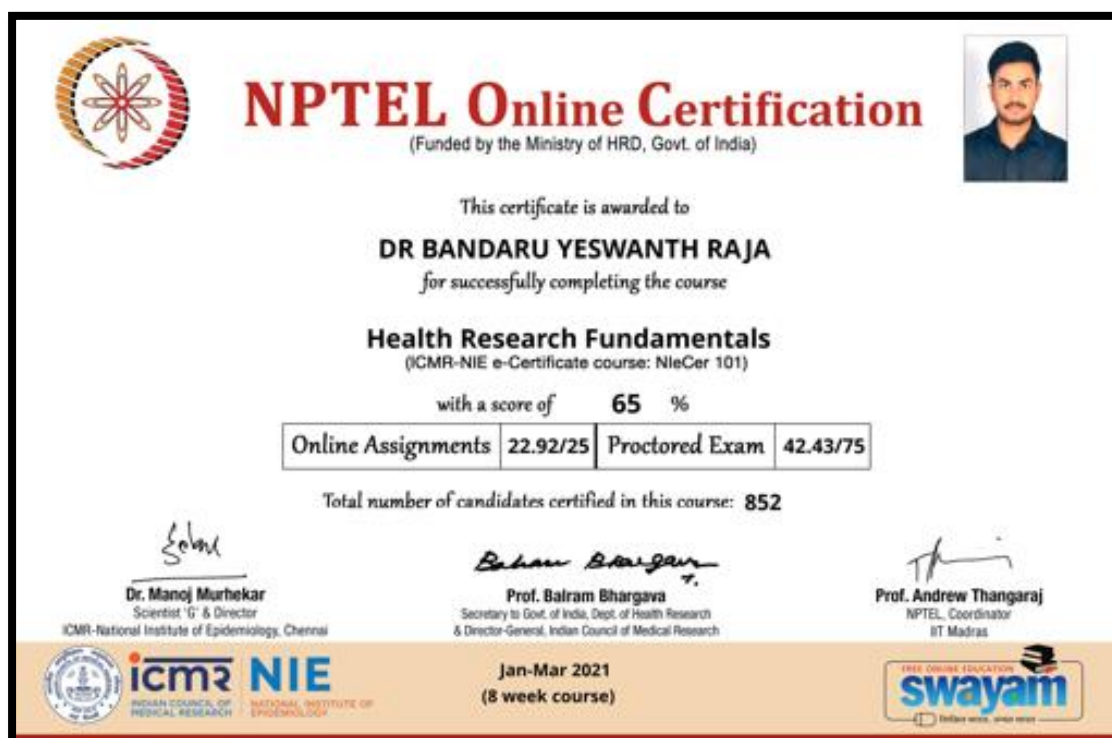 NPTEL Online Certification
(Funded by the Ministry of HRD, Govt. of India)
This certificate is awarded to
DR BANDARU YESWANTH RAJA
for successfully completing the course
Health Research Fundamentals
(ICMR-NIE e-Certificate course: NIeCer 101)
with a score of 65 %
Online Assignments 22.92/25 Proctored Exam 42.43/75
Total number of candidates certified in this course: 852
Balram Bhargava
Dr. Manoj Murhekar
Scientist 'G' & Director
ICMR-National Institute of Epidemiology, Chennai
Prof. Balram Bhargava
Secretary to Govt. of India, Dept. of Health Research
& Director-General, Indian Council of Medical Research
Prof. Andrew Thangaraj
NPTEL, Coordinator
IIT Madras
icmr NIE
INDIAN COUNCIL OF MEDICAL RESEARCH
NATIONAL INSTITUTE OF EPIDEMIOLOGY
Jan-Mar 2021
(8 week course)
FREE ONLINE EDUCATION
swayam